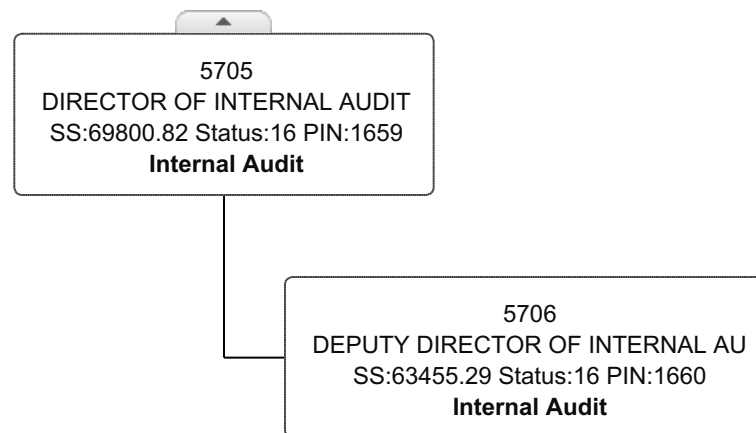 5705
DIRECTOR OF INTERNAL AUDIT
SS:69800.82 Status:16 PIN:1659
Internal Audit
5706
DEPUTY DIRECTOR OF INTERNAL AU
SS:63455.29 Status:16 PIN:1660
Internal Audit